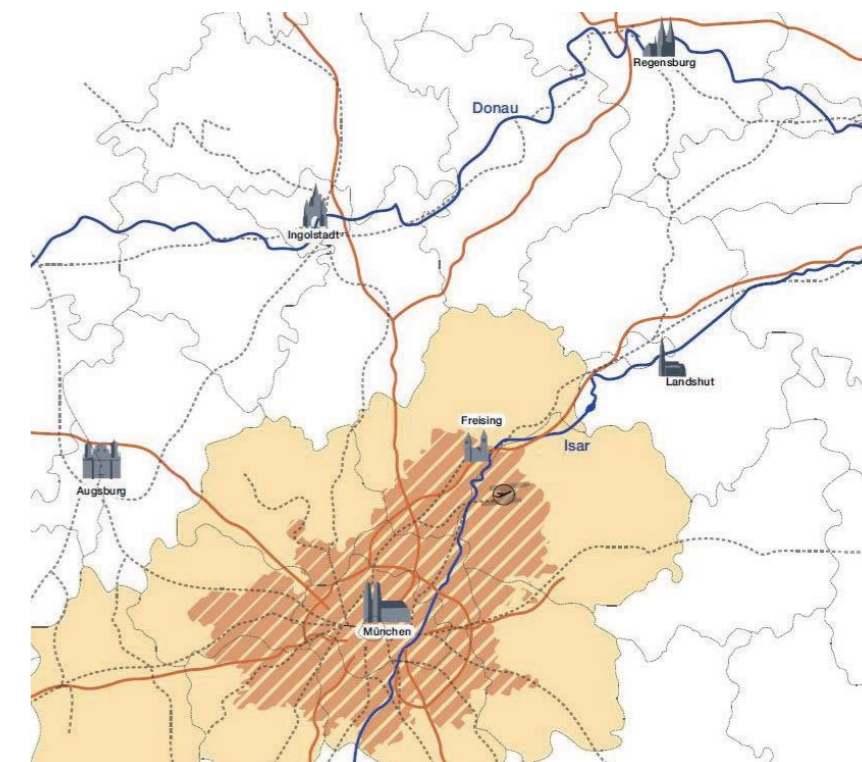 Regensburg
Donau
Ingolstadt
Landshut
Freising
Isar
Augsburg
München